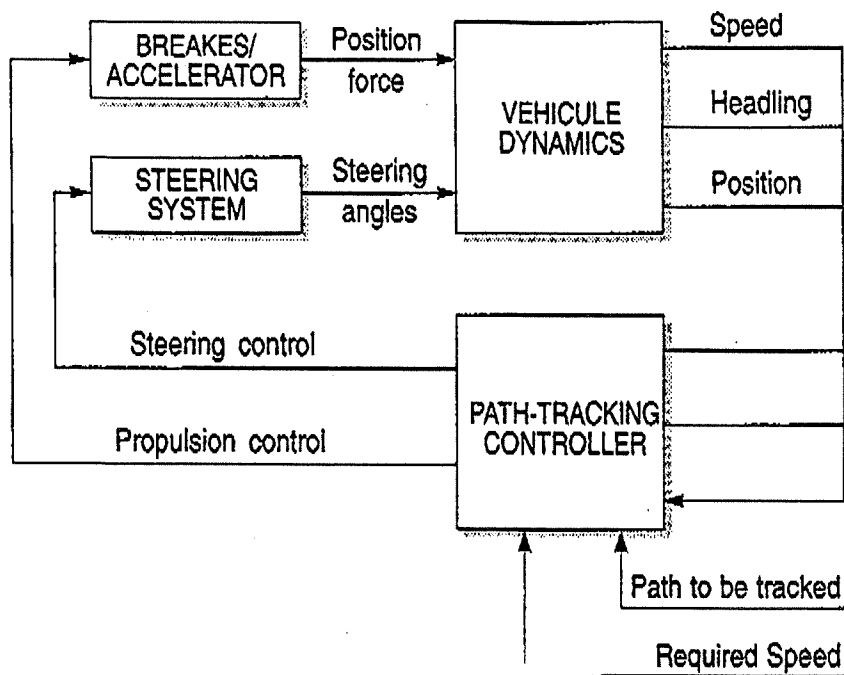 BREAKES/
ACCELERATOR
Position
force
VEHICULE
DYNAMICS
Speed
Headling
Position
STEERING
SYSTEM
Steering
angles
Steering control
Propulsion control
PATH-TRACKING
CONTROLLER
Path to be tracked
Required Speed